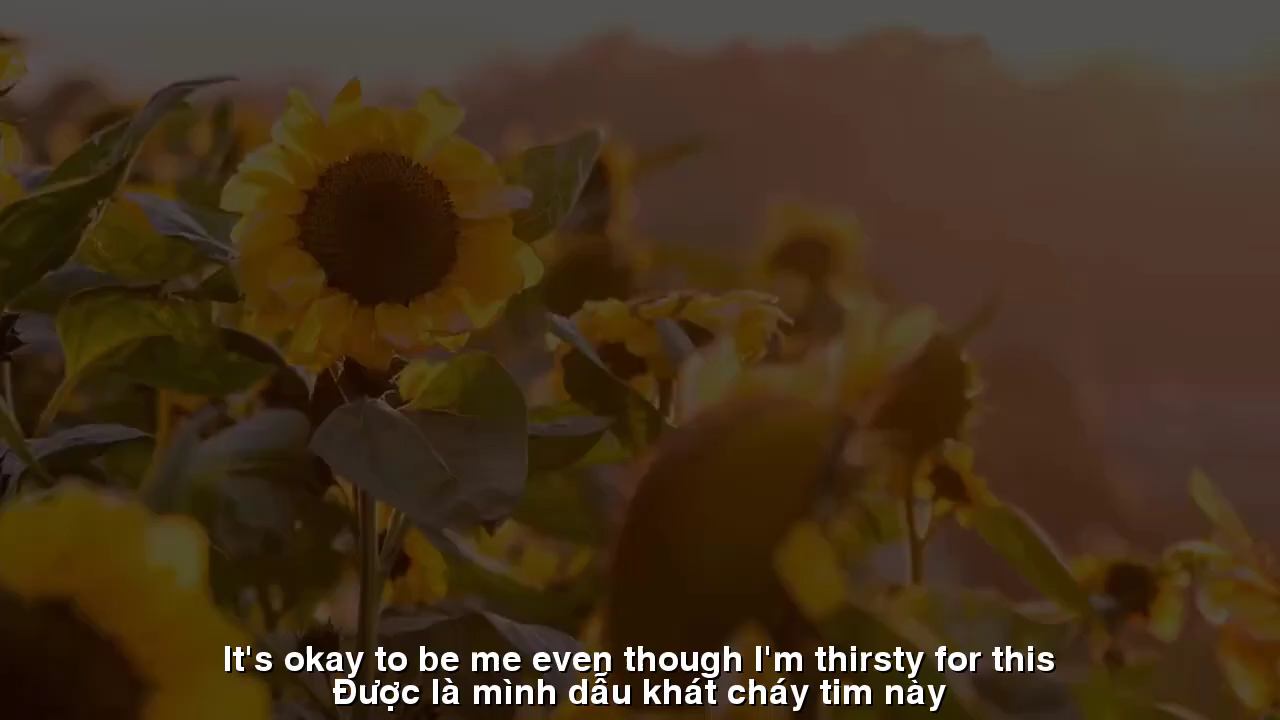 It's okay to be me even though I'm thirsty for this
Được là mình dẫu khát cháy tim này